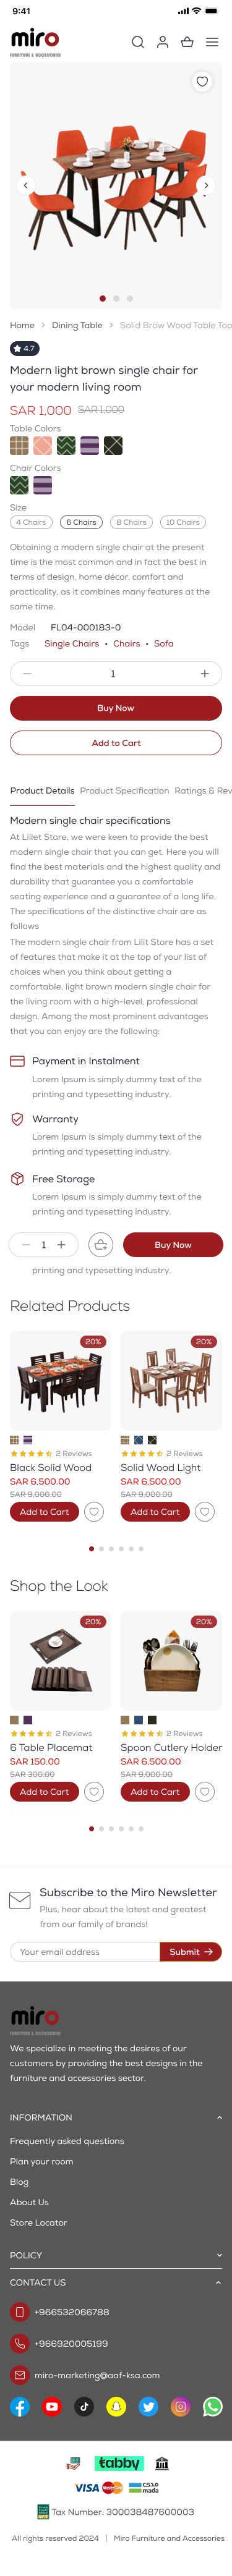 9:41
miro
FURNITURE & ACCESSORIES
Home > Dining Table > Solid Brow Wood Table Top
4.7
Modern light brown single chair for
your modern living room
SAR 1,000 SAR 1,000
Table Colors
Chair Colors
Size
4 Chairs 6 Chairs 8 Chairs 10 Chairs
Obtaining a modern single chair at the present
time is the most common and in fact the best in
terms of elegance, home décor, comfort and
practicality, as it combines many features at the
same time.
Model FL04-000183-0
Tags Single Chairs • Chairs • Sofa
1
Buy Now
Add to Cart
Product Details Product Specification Ratings & Rev
Modern single chair specifications
At Lillet Store, we were keen to provide the best
modern single chair that you can get. Here you will
find the best materials and the highest quality and
durability that guarantee you a comfortable
seating experience and a guarantee of a long life.
The specifications of the distinctive chair are as
follows
The modern single chair from Lilit Store has a set
of features that make it at the top of your list of
choices when you think about getting a
comfortable, light brown modern single chair for
the living room with a high-level, professional
design. Among the most prominent advantages
that you can enjoy are the following:
Payment in Instalment
Lorem Ipsum is simply dummy text of the
printing and typesetting industry.
Warranty
Lorem Ipsum is simply dummy text of the
printing and typesetting industry.
Free Storage
Lorem Ipsum is simply dummy text of the
printing and typesetting industry.
1 Buy Now
printing and typesetting industry.
Related Products
20% 20%
2 Reviews 2 Reviews
Black Solid Wood Solid Wood Light
SAR 6,500.00 SAR 6,500.00
SAR 9,000.00 SAR 9,000.00
Add to Cart Add to Cart
Shop the Look
20% 20%
2 Reviews 2 Reviews
6 Table Placemat Spoon Cutlery Holder
SAR 150.00 SAR 6,500.00
SAR 300.00 SAR 9,000.00
Add to Cart Add to Cart
Subscribe to the Miro Newsletter
Plus, hear about the latest and greatest
from our family of brands!
Your email address Submit →
miro
FURNITURE & ACCESSORIES
We specialize in meeting the desires of our
customers by providing the best designs in the
furniture and accessories sector.
INFORMATION
Frequently asked questions
Plan your room
Blog
About Us
Store Locator
POLICY
CONTACT US
+966532066788
+966920005199
miro-marketing@aaf-ksa.com
tabby
VISA MasterCard mada
Tax Number: 300038487600003
All rights reserved 2024 | Miro Furniture and Accessories